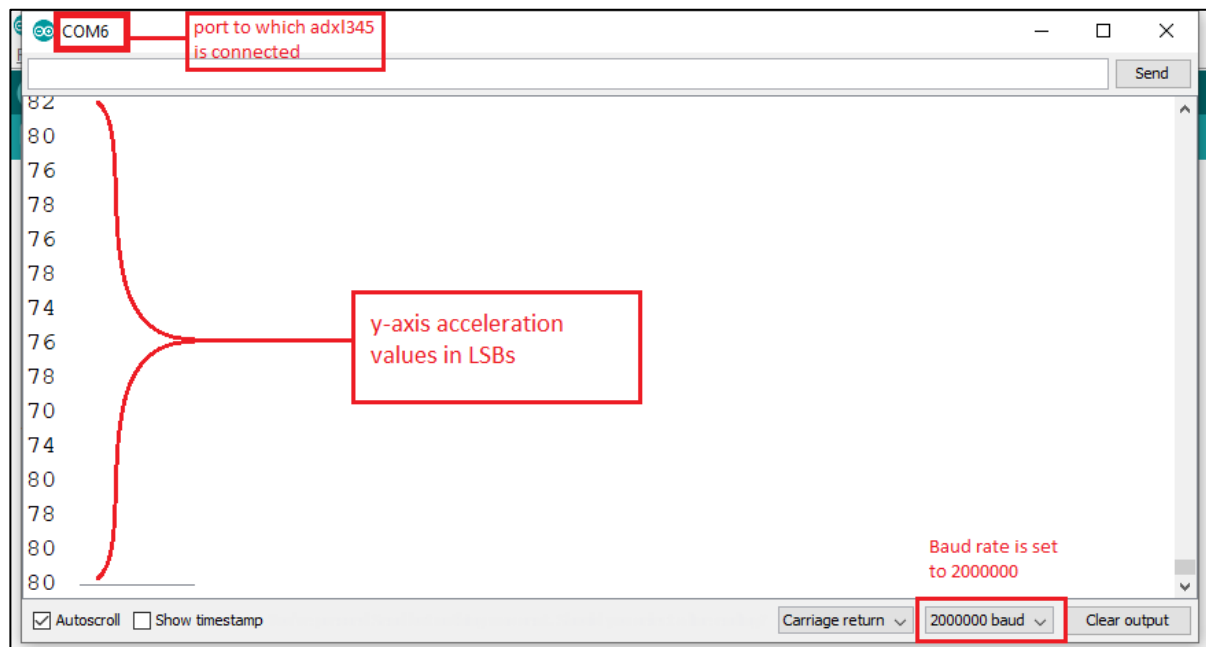 COM6
port to which adxl345
is connected
Send
82
80
76
78
76
78
74
76
78
70
74
80
78
80
80
y-axis acceleration
values in LSBs
Baud rate is set
to 2000000
Autoscroll Show timestamp Carriage return 2000000 baud Clear output